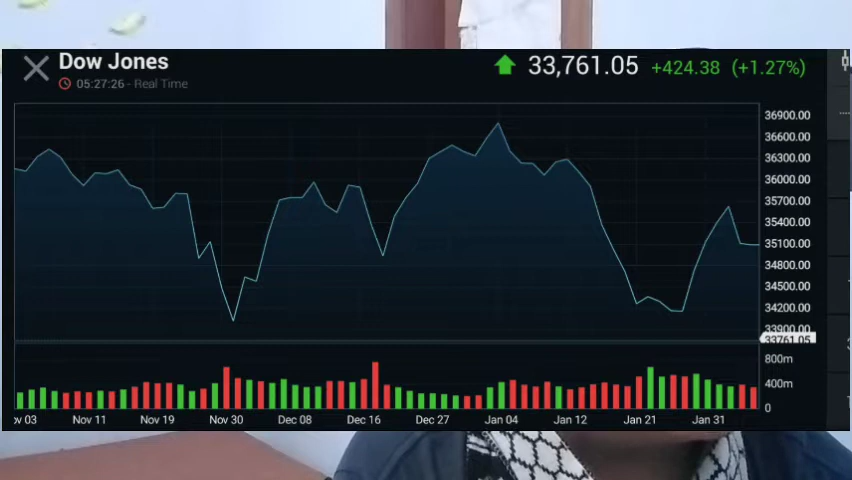 Dow Jones
05:27:26 - Real Time
33,761.05 +424.38 (+1.27%)
36900.00
36600.00
36300.00
36000.00
35700.00
35400.00
35100.00
34800.00
34500.00
34200.00
33900.00
33761.05
800m
400m
0
ov 03 Nov 11 Nov 19 Nov 30 Dec 08 Dec 16 Dec 27 Jan 04 Jan 12 Jan 21 Jan 31